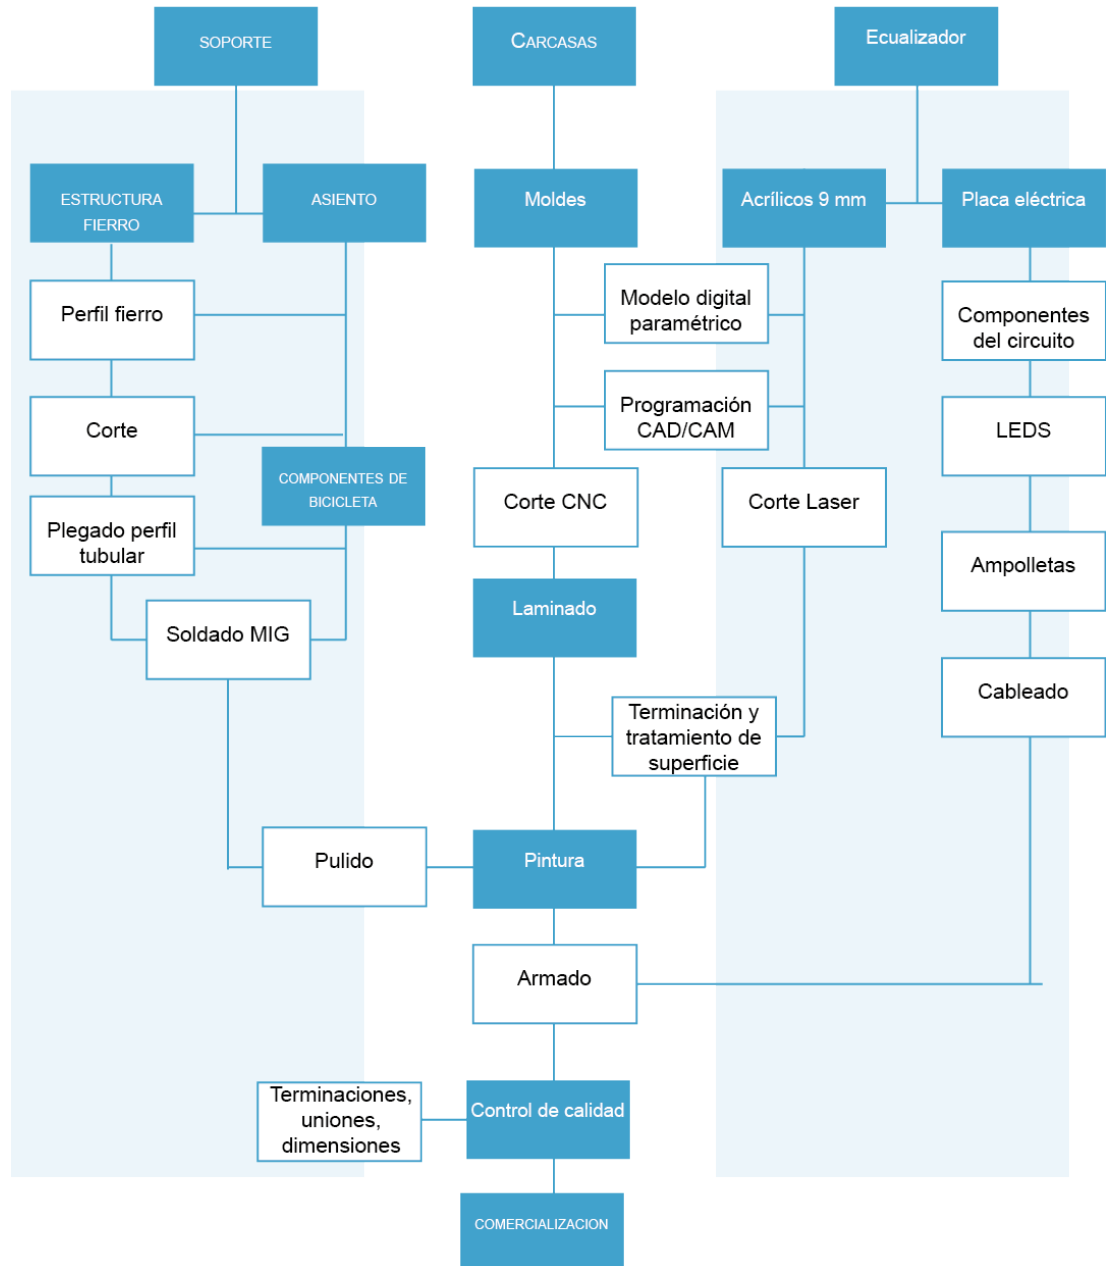 SOPORTE
CARCASAS
Ecualizador
ESTRUCTURA
FIERRO
ASIENTO
Moldes
Acrílicos 9 mm
Placa eléctrica
Perfil fierro
Modelo digital
paramétrico
Componentes
del circuito
Corte
Programación
CAD/CAM
LEDS
COMPONENTES DE
BICICLETA
Plegado perfil
tubular
Corte CNC
Corte Laser
Ampolletas
Soldado MIG
Laminado
Cableado
Terminación y
tratamiento de
superficie
Pulido
Pintura
Armado
Terminaciones,
uniones,
dimensiones
Control de calidad
COMERCIALIZACION